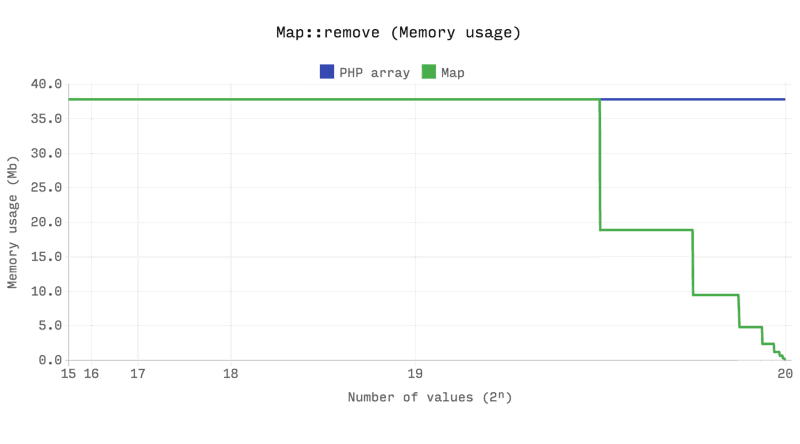 Map::remove (Memory usage)
PHP array Map
40.0
35.0
30.0
25.0
20.0
15.0
10.0
5.0
0.0
Memory usage (Mb)
15 16 17 18 19 20
Number of values (2ⁿ)